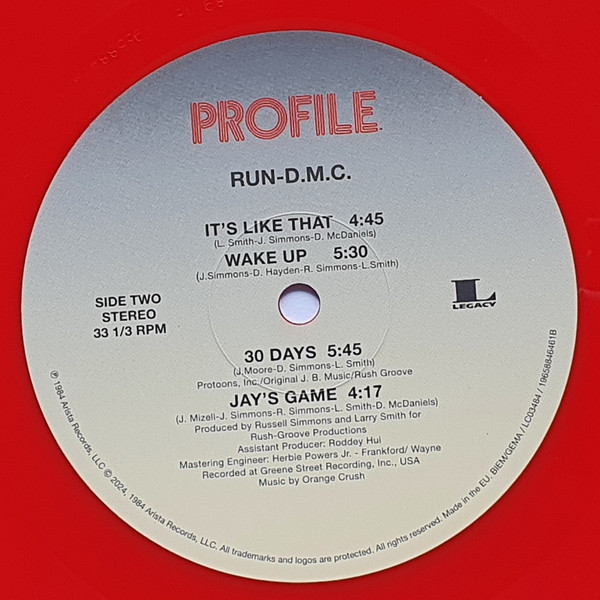 PROFILE
RUN-D.M.C.
IT'S LIKE THAT 4:45
(L. Smith-J. Simmons-D. McDaniels)
WAKE UP 5:30
(J.Simmons-D. Hayden-R. Simmons-L.Smith)
SIDE TWO
STEREO
33 1/3 RPM
L
LEGACY
30 DAYS 5:45
(J.Moore-D. Simmons-L. Smith)
Protoons, Inc./Original J. B. Music/Rush Groove
JAY'S GAME 4:17
(J. Mizell-J. Simmons-R. Simmons-L. Smith-D. McDaniels)
Produced by Russell Simmons and Larry Smith for
Rush-Groove Productions
Assistant Producer: Roddey Hui
Mastering Engineer: Herbie Powers Jr. - Frankford/ Wayne
Recorded at Greene Street Recording, Inc., USA
Music by Orange Crush
℗ 1984 Arista Records, LLC © 2024, 1984 Arista Records, LLC. All trademarks and logos are protected. All rights reserved. Made in the EU. BIEM/GEMA / LC03484 / 19658846461B